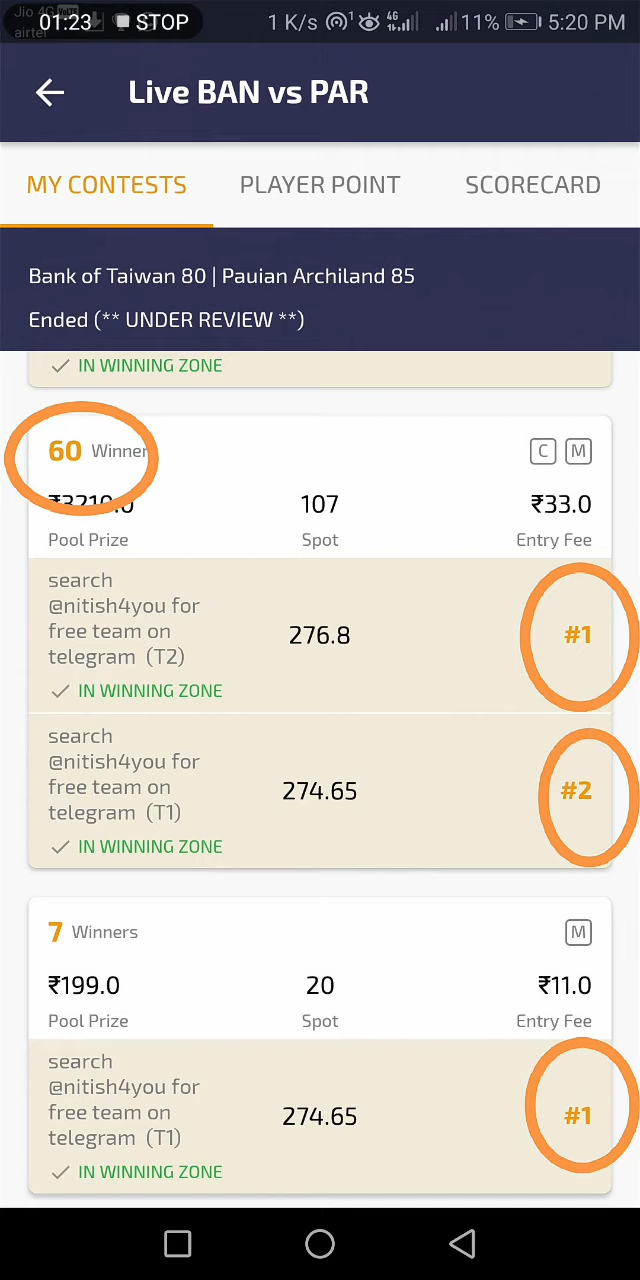 Jio 4G VoLTE
airtel
01:23 STOP 1 K/s 1 4G 11% 5:20 PM
Live BAN vs PAR
MY CONTESTS PLAYER POINT SCORECARD
Bank of Taiwan 80 | Pauian Archiland 85
Ended (** UNDER REVIEW **)
IN WINNING ZONE
60 Winner C M
₹3210.0 107 ₹33.0
Pool Prize Spot Entry Fee
search
@nitish4you for
free team on
telegram (T2)
276.8 #1
IN WINNING ZONE
search
@nitish4you for
free team on
telegram (T1)
274.65 #2
IN WINNING ZONE
7 Winners M
₹199.0 20 ₹11.0
Pool Prize Spot Entry Fee
search
@nitish4you for
free team on
telegram (T1)
274.65 #1
IN WINNING ZONE